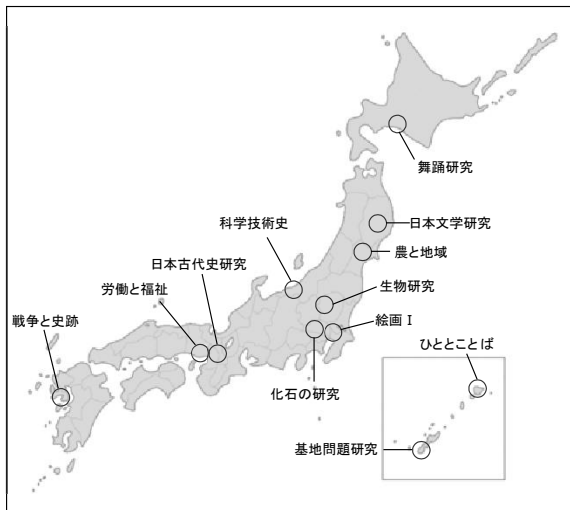 舞踊研究
日本文学研究
科学技術史
農と地域
日本古代史研究
生物研究
労働と福祉
戦争と史跡
絵画Ⅰ
ひととことば
化石の研究
基地問題研究